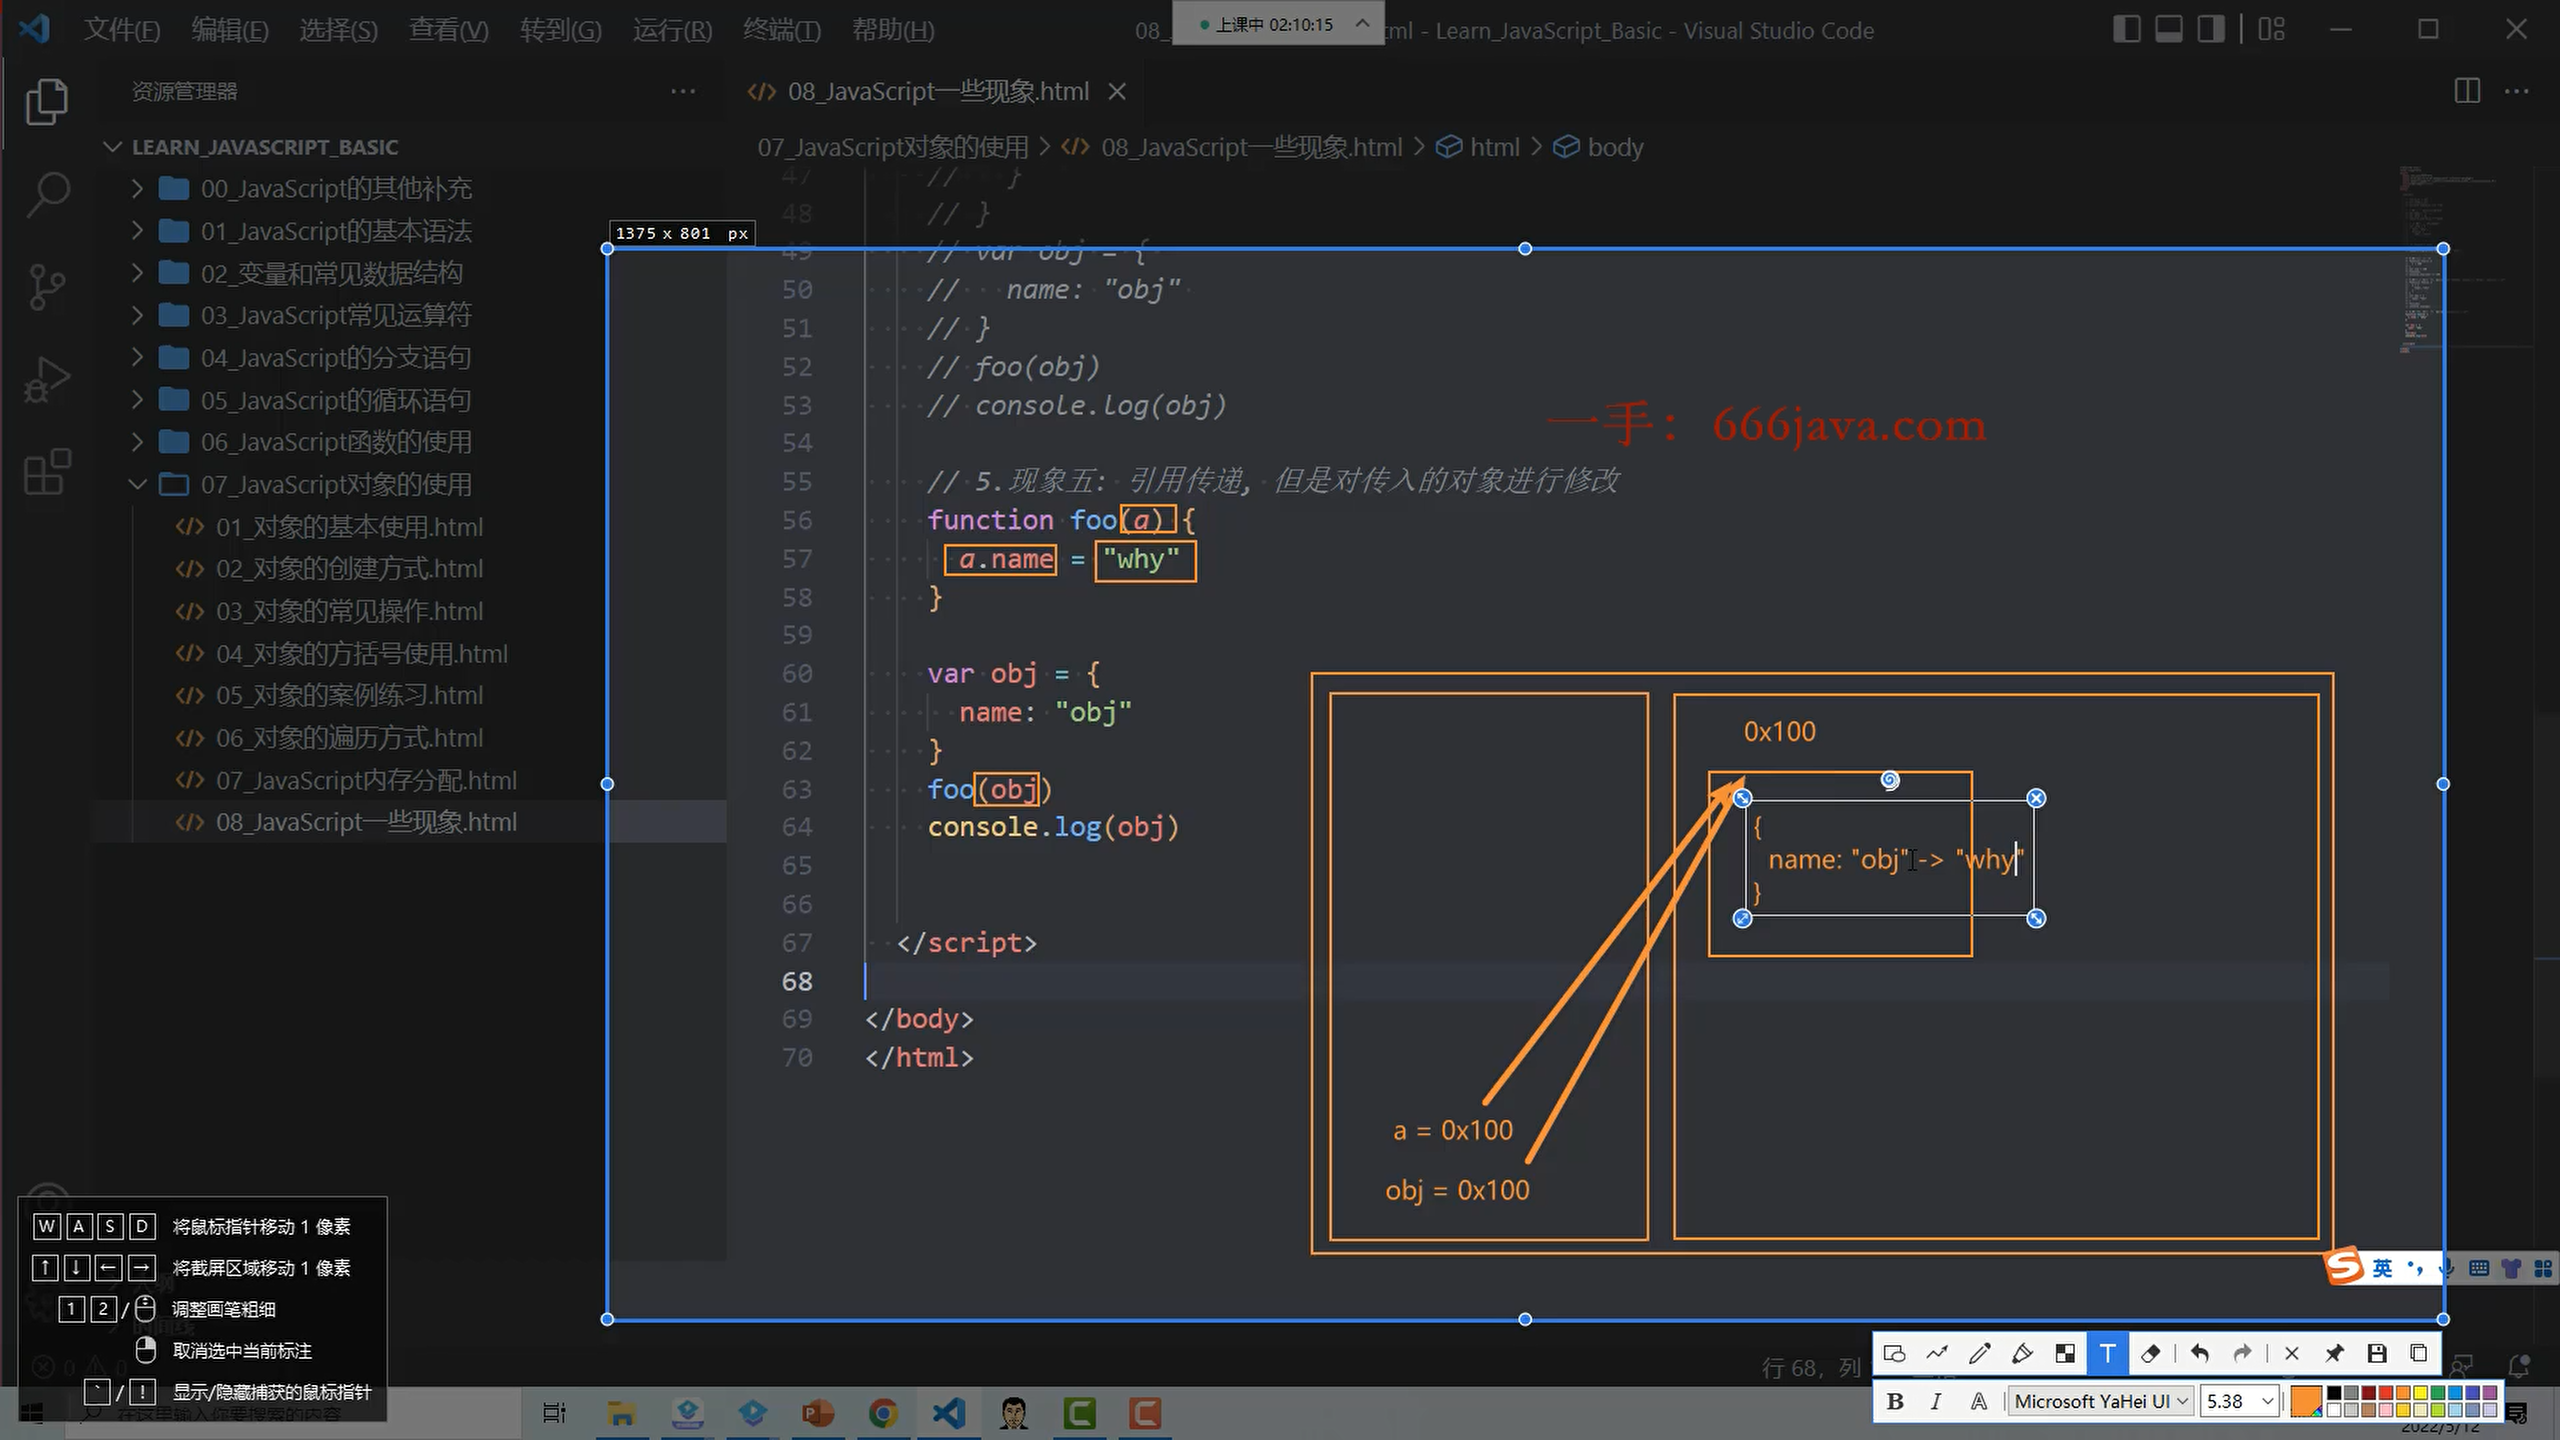 文件(F) 编辑(E) 选择(S) 查看(V) 转到(G) 运行(R) 终端(T) 帮助(H)
08_
上课中 02:10:15
ml - Learn_JavaScript_Basic - Visual Studio Code
资源管理器
08_JavaScript一些现象.html
07_JavaScript对象的使用 > 08_JavaScript一些现象.html > html > body
LEARN_JAVASCRIPT_BASIC
00_JavaScript的其他补充
01_JavaScript的基本语法
02_变量和常见数据结构
03_JavaScript常见运算符
04_JavaScript的分支语句
05_JavaScript的循环语句
06_JavaScript函数的使用
07_JavaScript对象的使用
01_对象的基本使用.html
02_对象的创建方式.html
03_对象的常见操作.html
04_对象的方括号使用.html
05_对象的案例练习.html
06_对象的遍历方式.html
07_JavaScript内存分配.html
08_JavaScript一些现象.html
1375 x 801 px
47 // }
48 // }
49 // var obj = {
50 // name: "obj"
51 // }
52 // foo(obj)
53 // console.log(obj)
54
55 // 5.现象五: 引用传递, 但是对传入的对象进行修改
56 function foo(a) {
57 a.name = "why"
58 }
59
60 var obj = {
61 name: "obj"
62 }
63 foo(obj)
64 console.log(obj)
65
66
67 </script>
68
69 </body>
70 </html>
一手：666java.com
0x100
{
name: "obj" -> "why"
}
a = 0x100
obj = 0x100
W A S D 将鼠标指针移动 1 像素
↑ ↓ ← → 将截屏区域移动 1 像素
1 2 / 调整画笔粗细
取消选中当前标注
` / ! 显示/隐藏捕获的鼠标指针
在这里输入你要搜索的内容
行 68，列
英
B I A Microsoft YaHei UI 5.38
2022/5/12